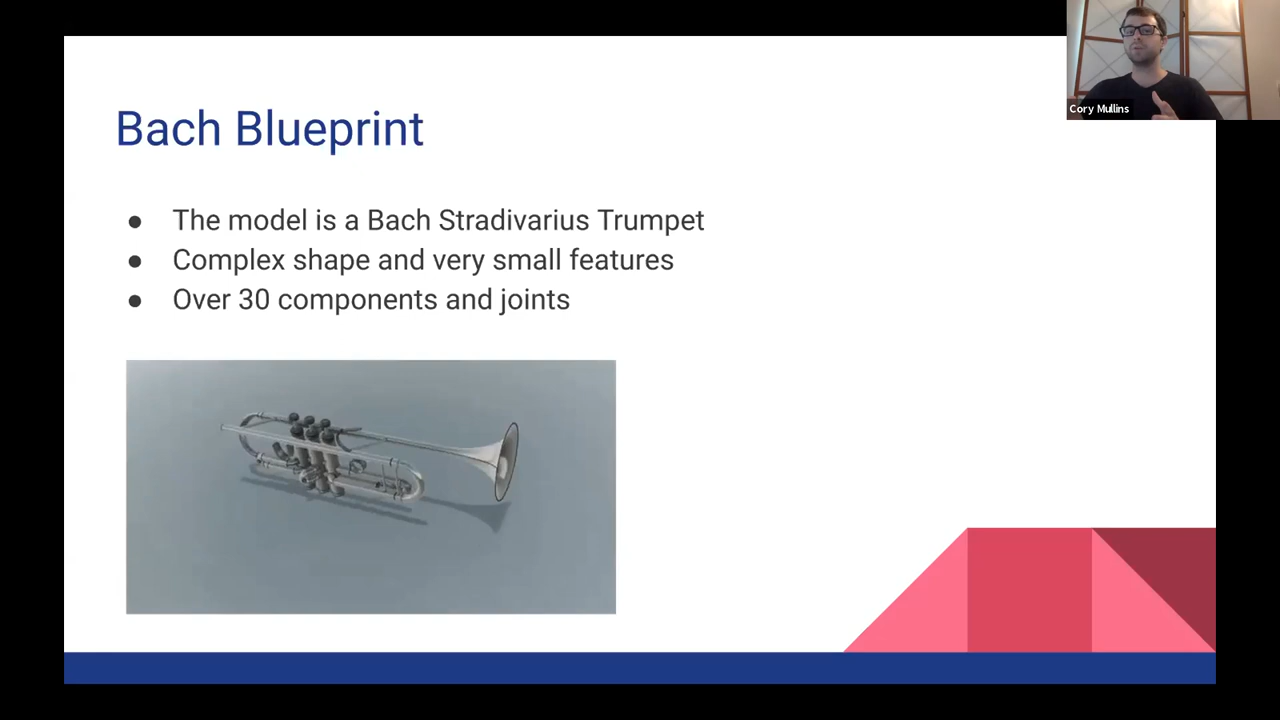 Bach Blueprint
Cory Mullins
● The model is a Bach Stradivarius Trumpet
● Complex shape and very small features
● Over 30 components and joints